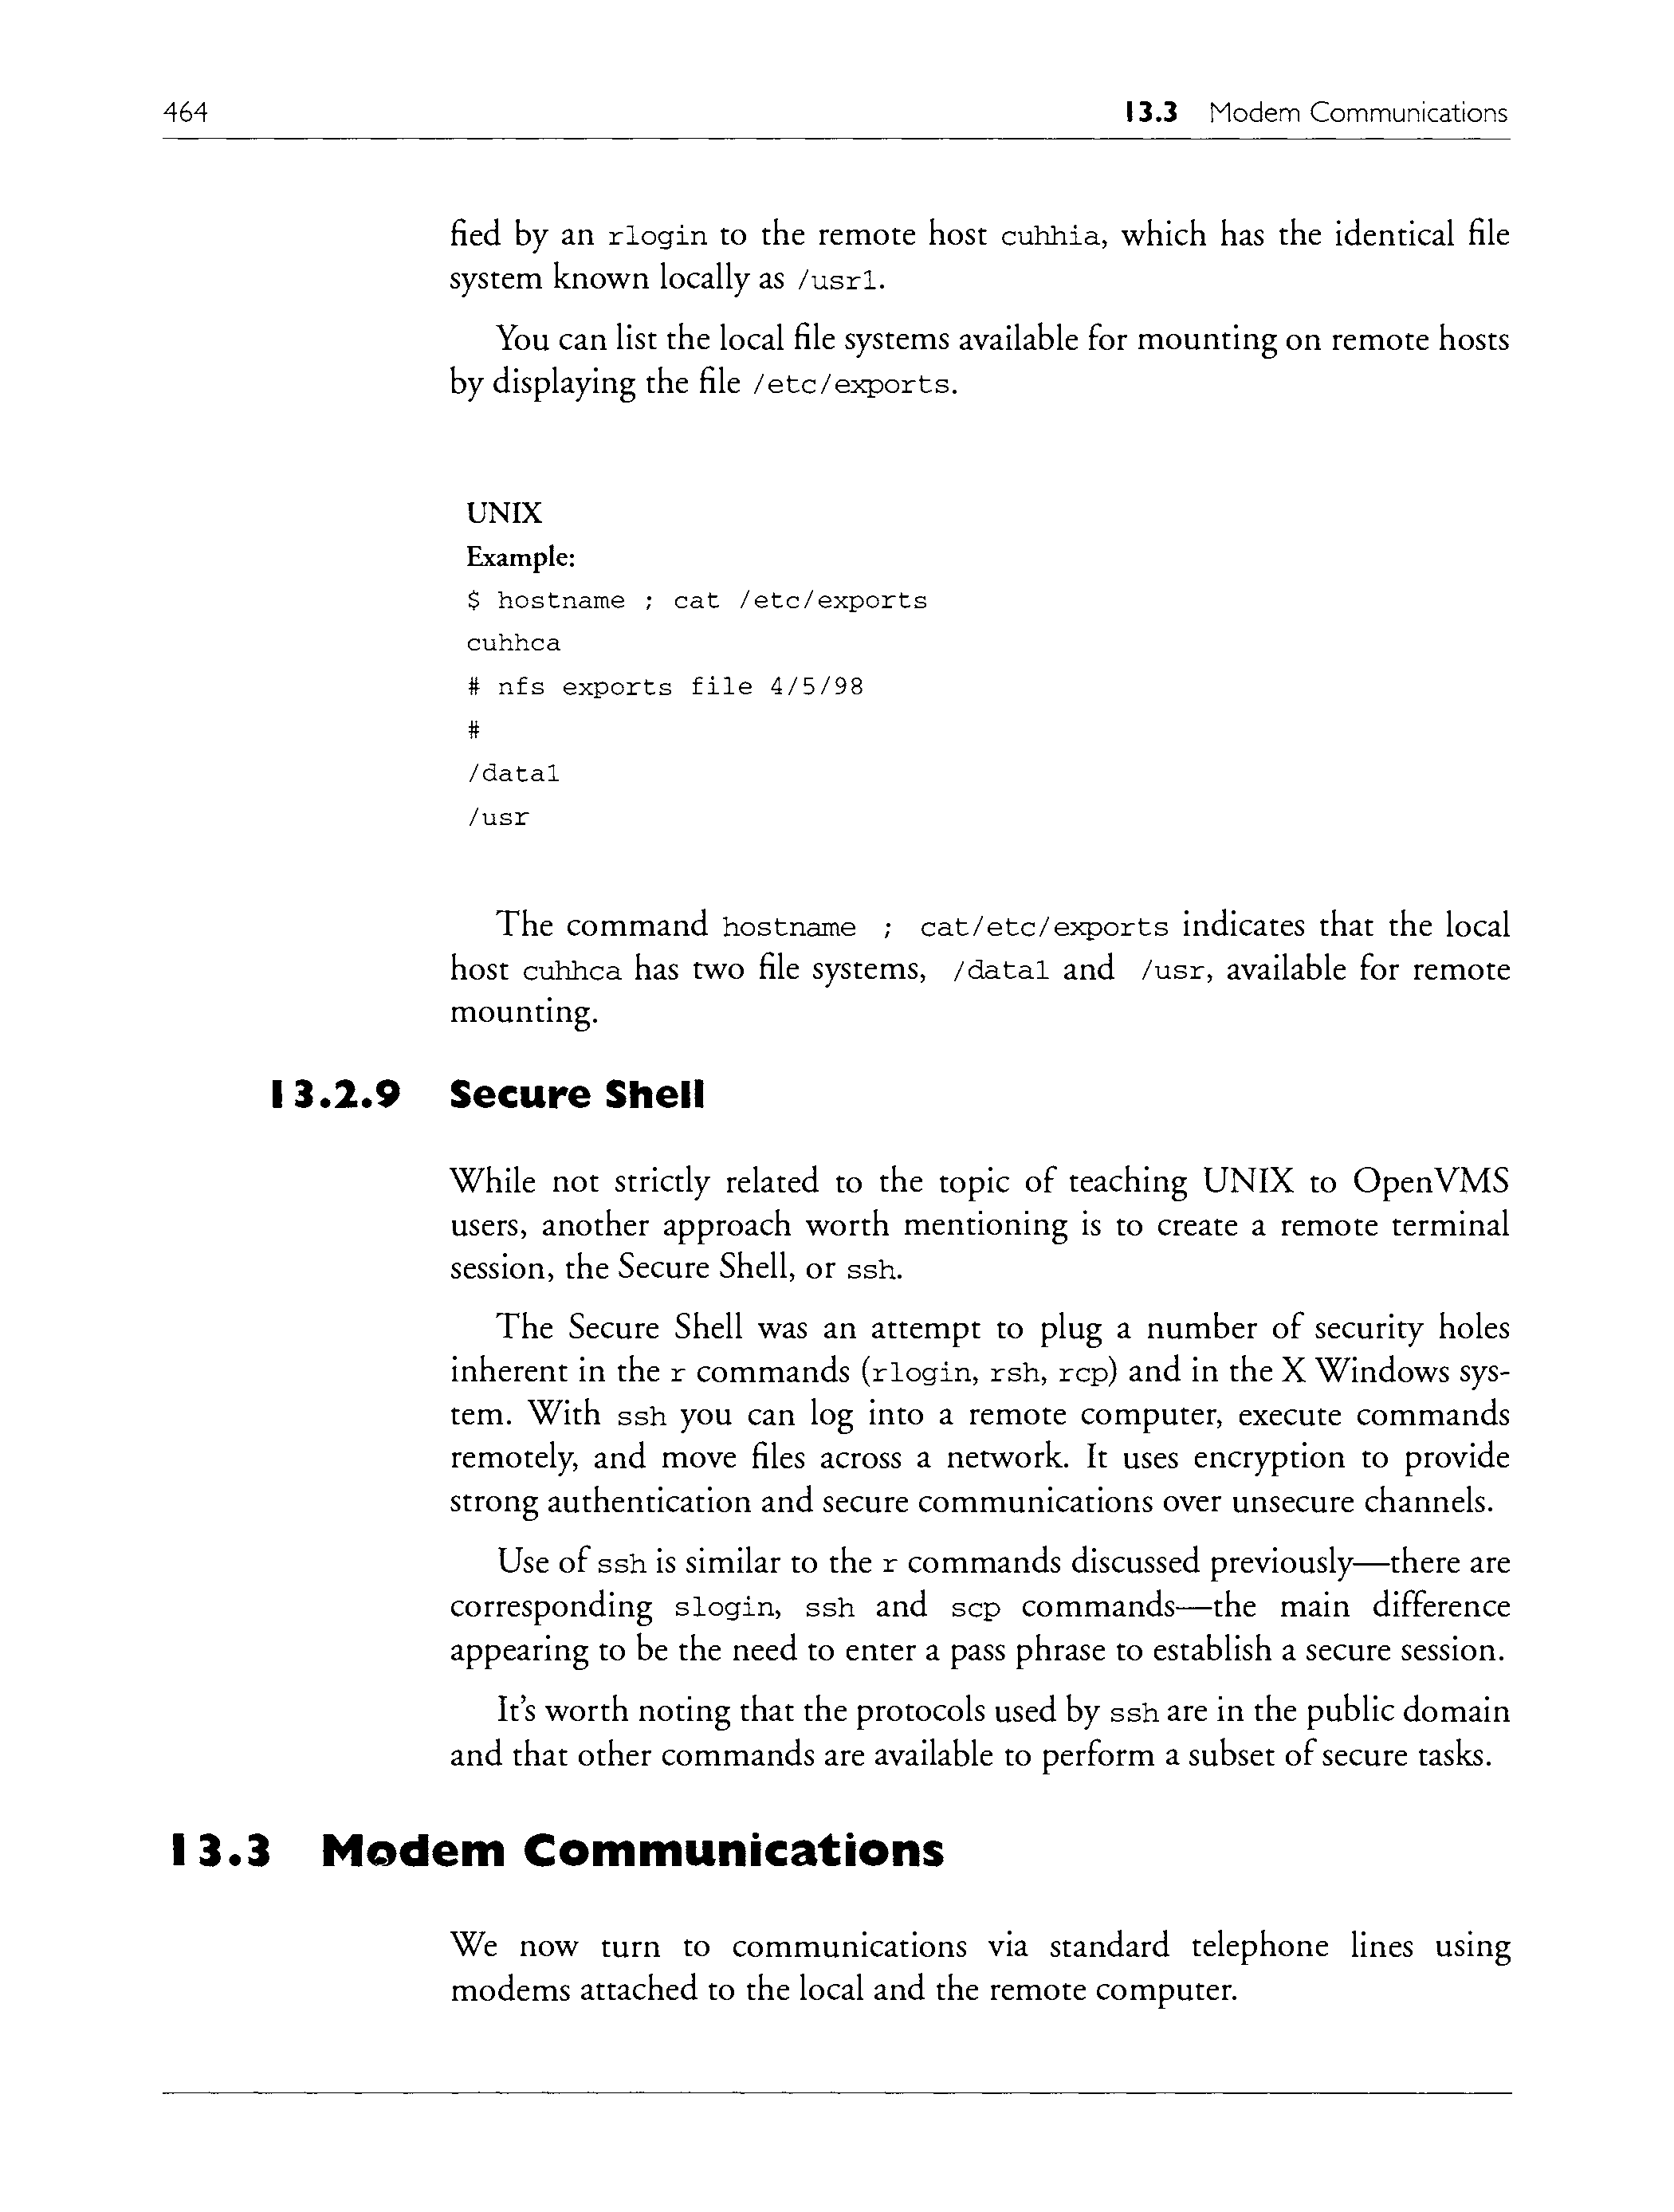 464
13.3 Modem Communications
fied by an rlogin to the remote host cuhhia, which has the identical file
system known locally as /usr1.
You can list the local file systems available for mounting on remote hosts
by displaying the file /etc/exports.
UNIX
Example:
$ hostname ; cat /etc/exports
cuhhca
# nfs exports file 4/5/98
#
/data1
/usr
The command hostname ; cat/etc/exports indicates that the local
host cuhhca has two file systems, /data1 and /usr, available for remote
mounting.
13.2.9 Secure Shell
While not strictly related to the topic of teaching UNIX to OpenVMS
users, another approach worth mentioning is to create a remote terminal
session, the Secure Shell, or ssh.
The Secure Shell was an attempt to plug a number of security holes
inherent in the r commands (rlogin, rsh, rcp) and in the X Windows sys-
tem. With ssh you can log into a remote computer, execute commands
remotely, and move files across a network. It uses encryption to provide
strong authentication and secure communications over unsecure channels.
Use of ssh is similar to the r commands discussed previously—there are
corresponding slogin, ssh and scp commands—the main difference
appearing to be the need to enter a pass phrase to establish a secure session.
It's worth noting that the protocols used by ssh are in the public domain
and that other commands are available to perform a subset of secure tasks.
13.3 Modem Communications
We now turn to communications via standard telephone lines using
modems attached to the local and the remote computer.